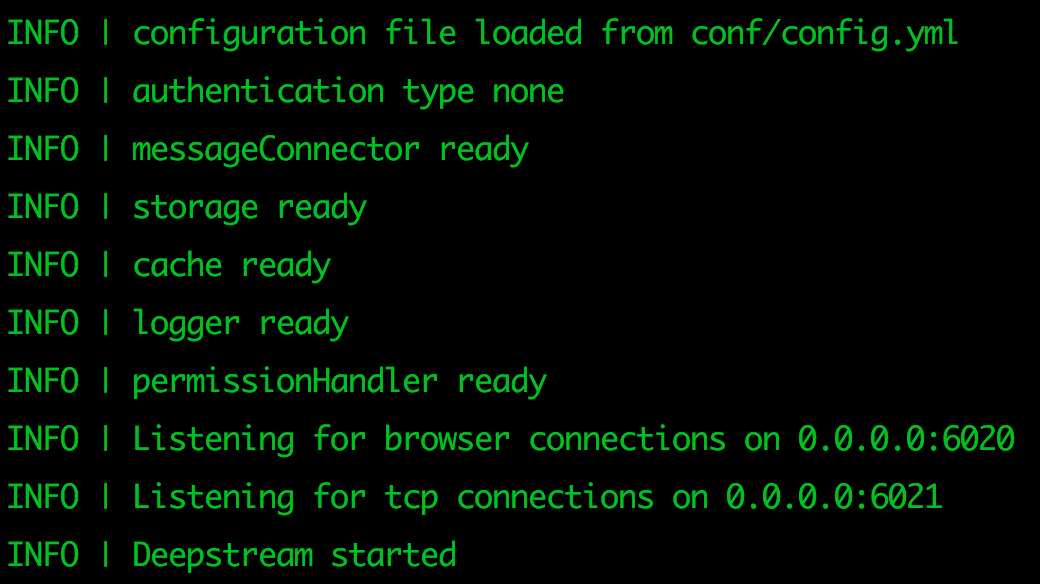 INFO | configuration file loaded from conf/config.yml
INFO | authentication type none
INFO | messageConnector ready
INFO | storage ready
INFO | cache ready
INFO | logger ready
INFO | permissionHandler ready
INFO | Listening for browser connections on 0.0.0.0:6020
INFO | Listening for tcp connections on 0.0.0.0:6021
INFO | Deepstream started